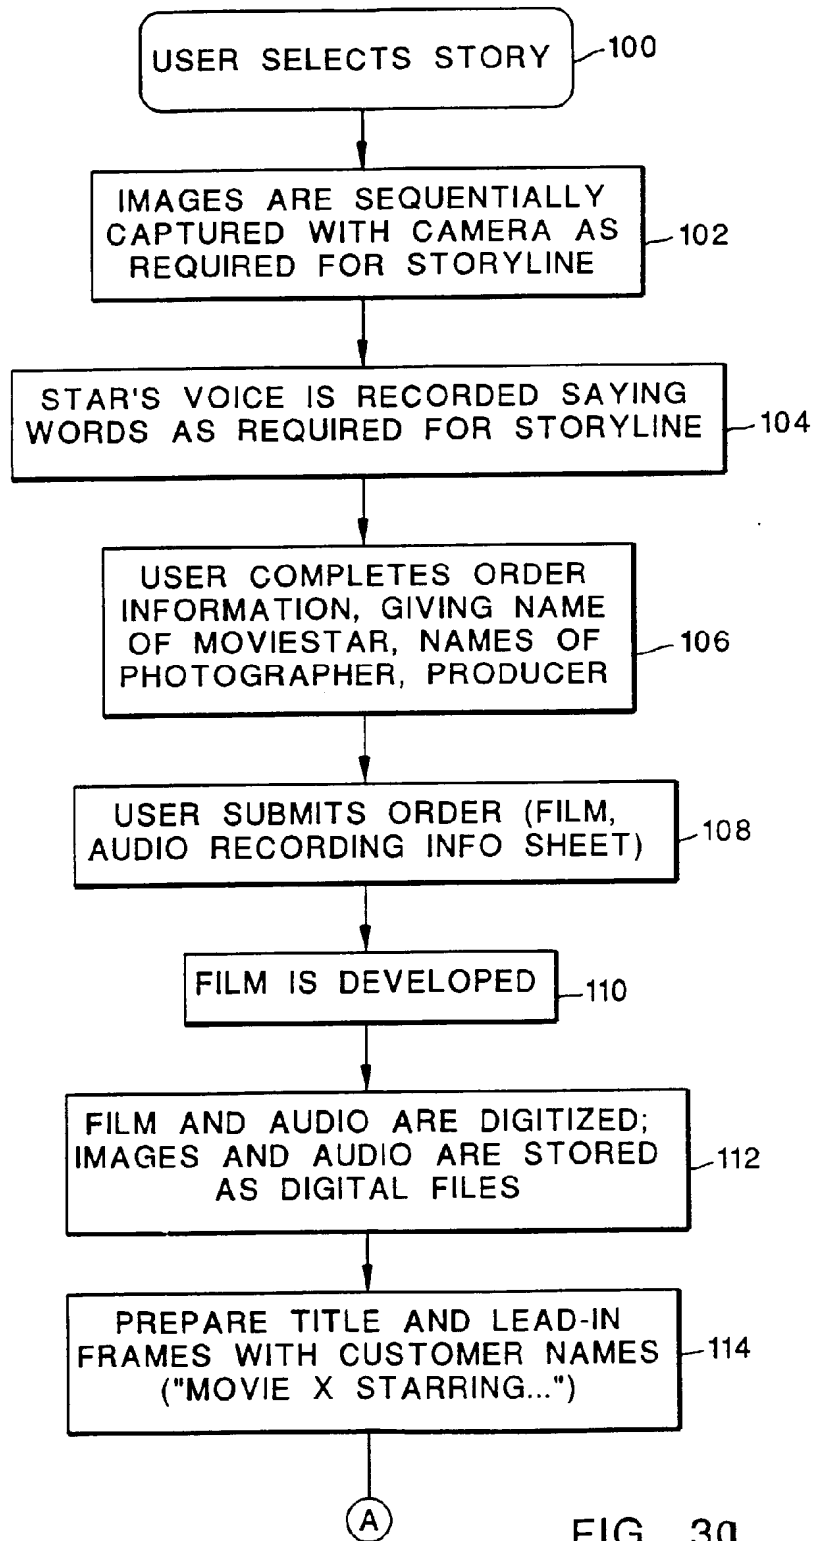 USER SELECTS STORY
100
IMAGES ARE SEQUENTIALLY
CAPTURED WITH CAMERA AS
REQUIRED FOR STORYLINE
102
STAR'S VOICE IS RECORDED SAYING
WORDS AS REQUIRED FOR STORYLINE
104
USER COMPLETES ORDER
INFORMATION, GIVING NAME
OF MOVIESTAR, NAMES OF
PHOTOGRAPHER, PRODUCER
106
USER SUBMITS ORDER (FILM,
AUDIO RECORDING INFO SHEET)
108
FILM IS DEVELOPED
110
FILM AND AUDIO ARE DIGITIZED;
IMAGES AND AUDIO ARE STORED
AS DIGITAL FILES
112
PREPARE TITLE AND LEAD-IN
FRAMES WITH CUSTOMER NAMES
("MOVIE X STARRING...")
114
A
FIG. 3a